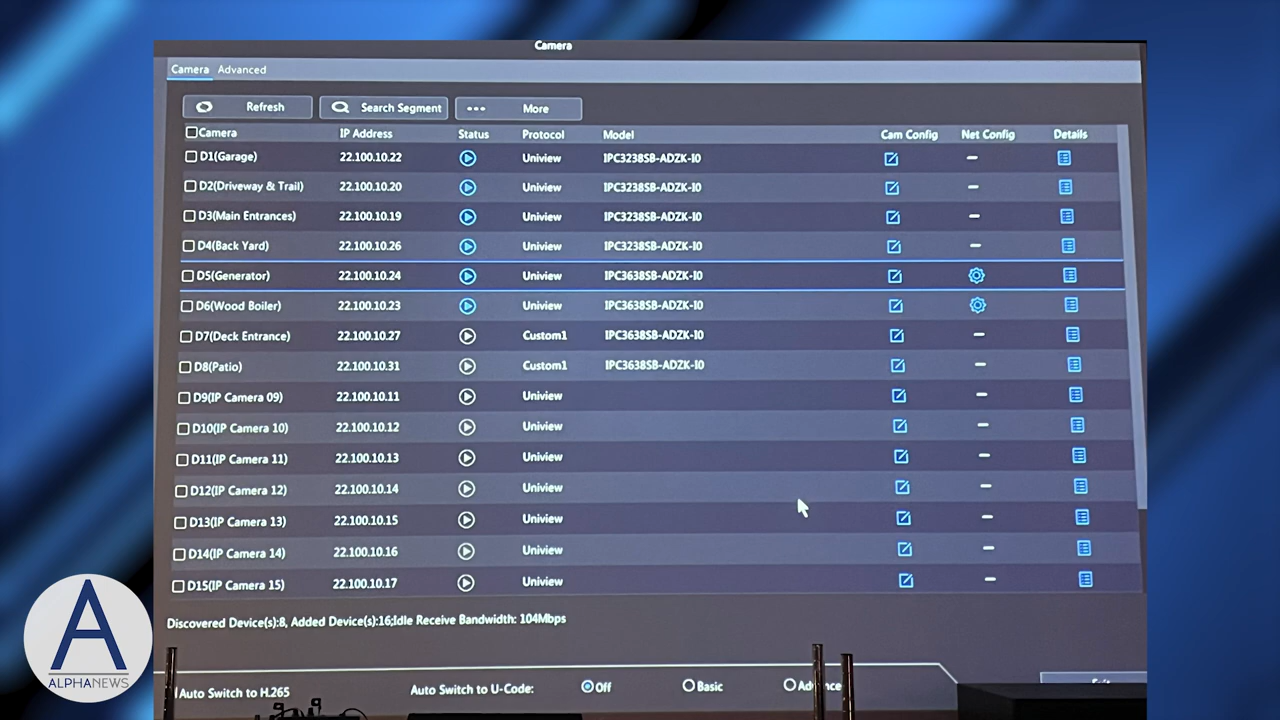 Camera
Camera Advanced
Refresh Search Segment ••• More
Camera IP Address Status Protocol Model Cam Config Net Config Details
D1(Garage) 22.100.10.22 Uniview IPC3238SB-ADZK-I0
D2(Driveway & Trail) 22.100.10.20 Uniview IPC3238SB-ADZK-I0
D3(Main Entrances) 22.100.10.19 Uniview IPC3238SB-ADZK-I0
D4(Back Yard) 22.100.10.26 Uniview IPC3238SB-ADZK-I0
D5(Generator) 22.100.10.24 Uniview IPC3638SB-ADZK-I0
D6(Wood Boiler) 22.100.10.23 Uniview IPC3638SB-ADZK-I0
D7(Deck Entrance) 22.100.10.27 Custom1 IPC3638SB-ADZK-I0
D8(Patio) 22.100.10.31 Custom1 IPC3638SB-ADZK-I0
D9(IP Camera 09) 22.100.10.11 Uniview
D10(IP Camera 10) 22.100.10.12 Uniview
D11(IP Camera 11) 22.100.10.13 Uniview
D12(IP Camera 12) 22.100.10.14 Uniview
D13(IP Camera 13) 22.100.10.15 Uniview
D14(IP Camera 14) 22.100.10.16 Uniview
D15(IP Camera 15) 22.100.10.17 Uniview
Discovered Device(s):8, Added Device(s):16;Idle Receive Bandwidth: 104Mbps
Auto Switch to H.265 Auto Switch to U-Code: Off Basic
A
ALPHANEWS